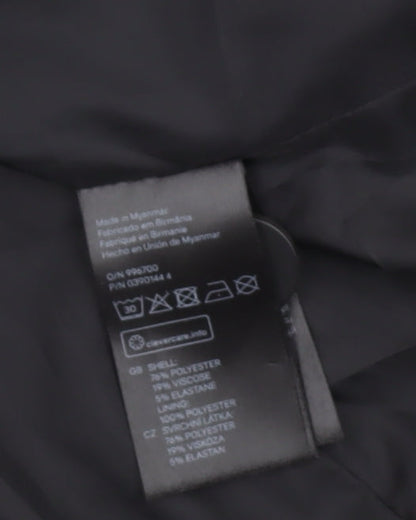 Made in Myanmar
Fabricado em Birmânia
Fabriqué en Birmanie
Hecho en Unión de Myanmar
O/N 996700
P/N 0390144 4
30
clevercare.info
GB SHELL:
76% POLYESTER
19% VISCOSE
5% ELASTANE
LINING:
100% POLYESTER
CZ SVRCHNÍ LÁTKA:
76% POLYESTER
19% VISKÓZA
5% ELASTAN